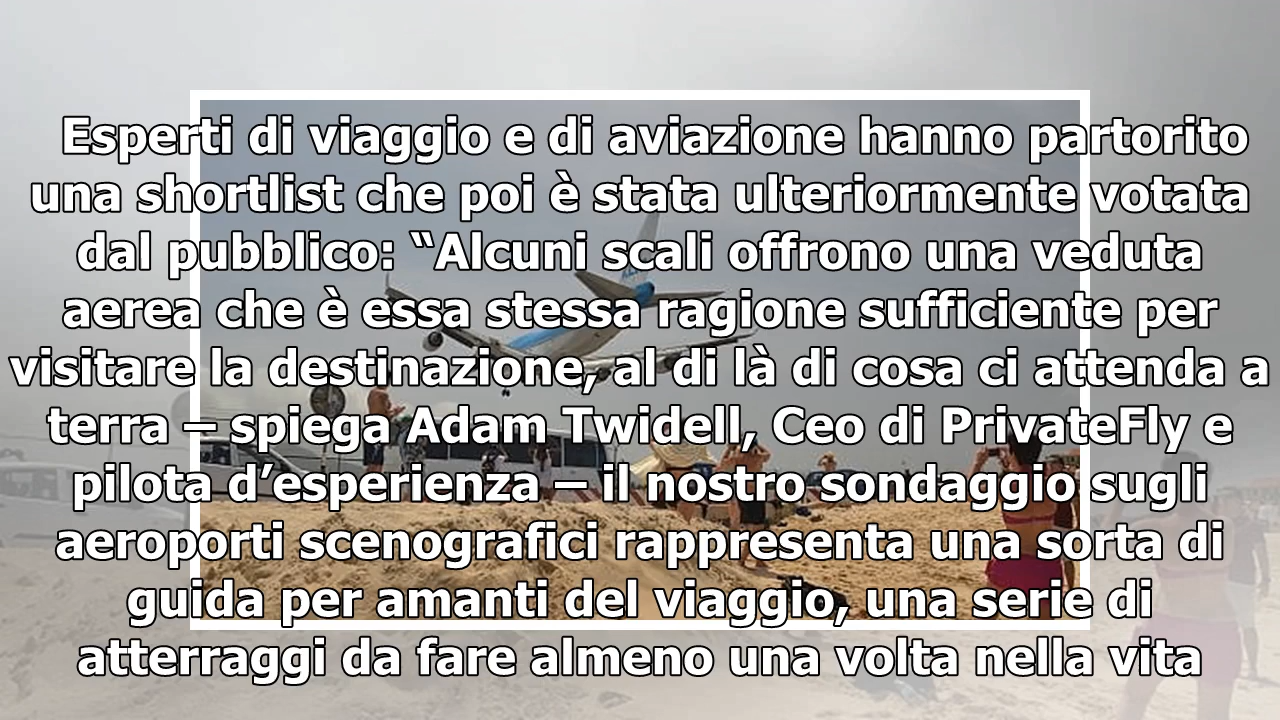 Esperti di viaggio e di aviazione hanno partorito
una shortlist che poi è stata ulteriormente votata
dal pubblico: “Alcuni scali offrono una veduta
aerea che è essa stessa ragione sufficiente per
visitare la destinazione, al di là di cosa ci attenda a
terra – spiega Adam Twidell, Ceo di PrivateFly e
pilota d’esperienza – il nostro sondaggio sugli
aeroporti scenografici rappresenta una sorta di
guida per amanti del viaggio, una serie di
atterraggi da fare almeno una volta nella vita